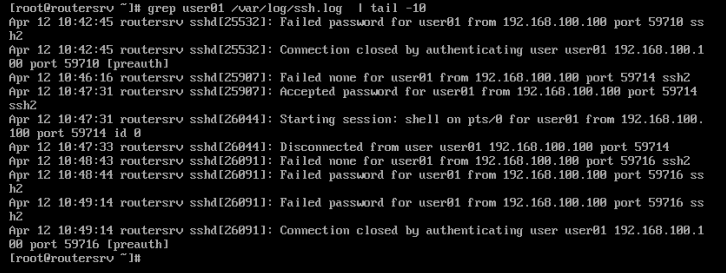 [root@routersrv ~]# grep user01 /var/log/ssh.log  | tail -10
Apr 12 10:42:45 routersrv sshd[25532]: Failed password for user01 from 192.168.100.100 port 59710 ss
h2
Apr 12 10:42:45 routersrv sshd[25532]: Connection closed by authenticating user user01 192.168.100.1
00 port 59710 [preauth]
Apr 12 10:46:16 routersrv sshd[25907]: Failed none for user01 from 192.168.100.100 port 59714 ssh2
Apr 12 10:47:31 routersrv sshd[25907]: Accepted password for user01 from 192.168.100.100 port 59714
ssh2
Apr 12 10:47:31 routersrv sshd[26044]: Starting session: shell on pts/0 for user01 from 192.168.100.
100 port 59714 id 0
Apr 12 10:47:33 routersrv sshd[26044]: Disconnected from user user01 192.168.100.100 port 59714
Apr 12 10:48:43 routersrv sshd[26091]: Failed none for user01 from 192.168.100.100 port 59716 ssh2
Apr 12 10:48:44 routersrv sshd[26091]: Failed password for user01 from 192.168.100.100 port 59716 ss
h2
Apr 12 10:49:14 routersrv sshd[26091]: Failed password for user01 from 192.168.100.100 port 59716 ss
h2
Apr 12 10:49:14 routersrv sshd[26091]: Connection closed by authenticating user user01 192.168.100.1
00 port 59716 [preauth]
[root@routersrv ~]#